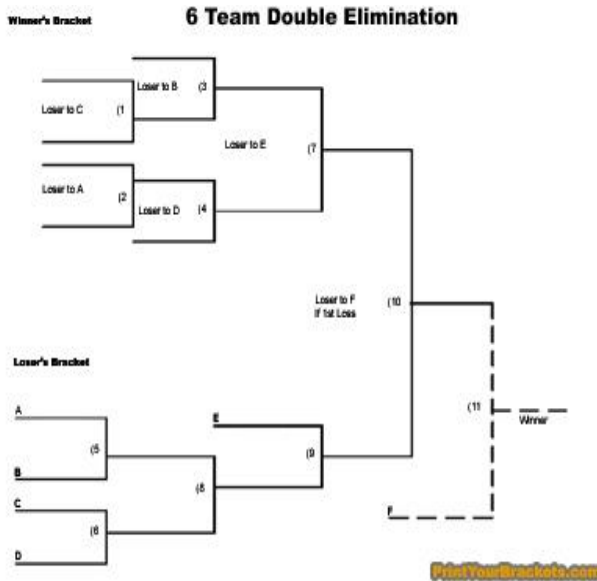 Winner's Bracket
6 Team Double Elimination
Loser to B
(3
Loser to C
(1
Loser to E
(7
Loser to A
(2
Loser to D
(4
Loser to F
If 1st Loss
(10
Loser's Bracket
A
E
(11
Winner
(5
(9
B
(8
C
F
(6
D
PrintYourBrackets.com